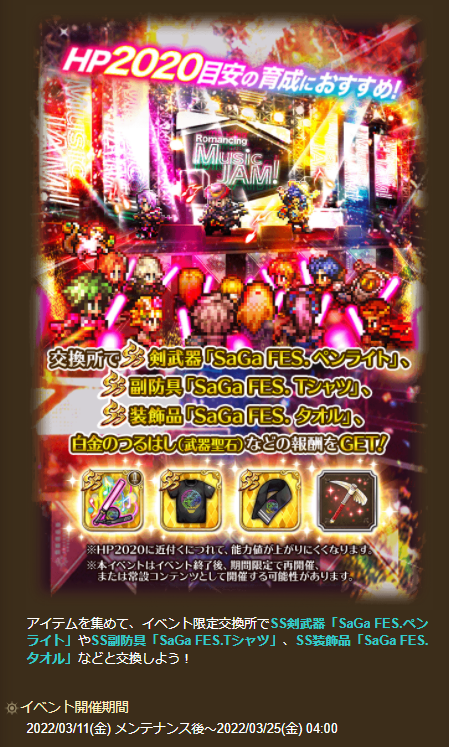 HP2020目安の育成におすすめ!
Romancing
Music
JAM!
交換所でSS剣武器「SaGa FES.ペンライト」、
SS副防具「SaGa FES. Tシャツ」、
SS装飾品「SaGa FES. タオル」、
白金のつるはし(武器聖石)などの報酬をGET!
SS
SS
SS
※HP2020に近付くにつれて、能力値が上がりにくくなります。
※本イベントはイベント終了後、期間限定で再開催、
または常設コンテンツとして開催する可能性があります。
アイテムを集めて、イベント限定交換所でSS剣武器「SaGa FES.ペン
ライト」やSS副防具「SaGa FES.Tシャツ」、SS装飾品「SaGa FES.
タオル」などと交換しよう！
イベント開催期間
2022/03/11(金) メンテナンス後～2022/03/25(金) 04:00